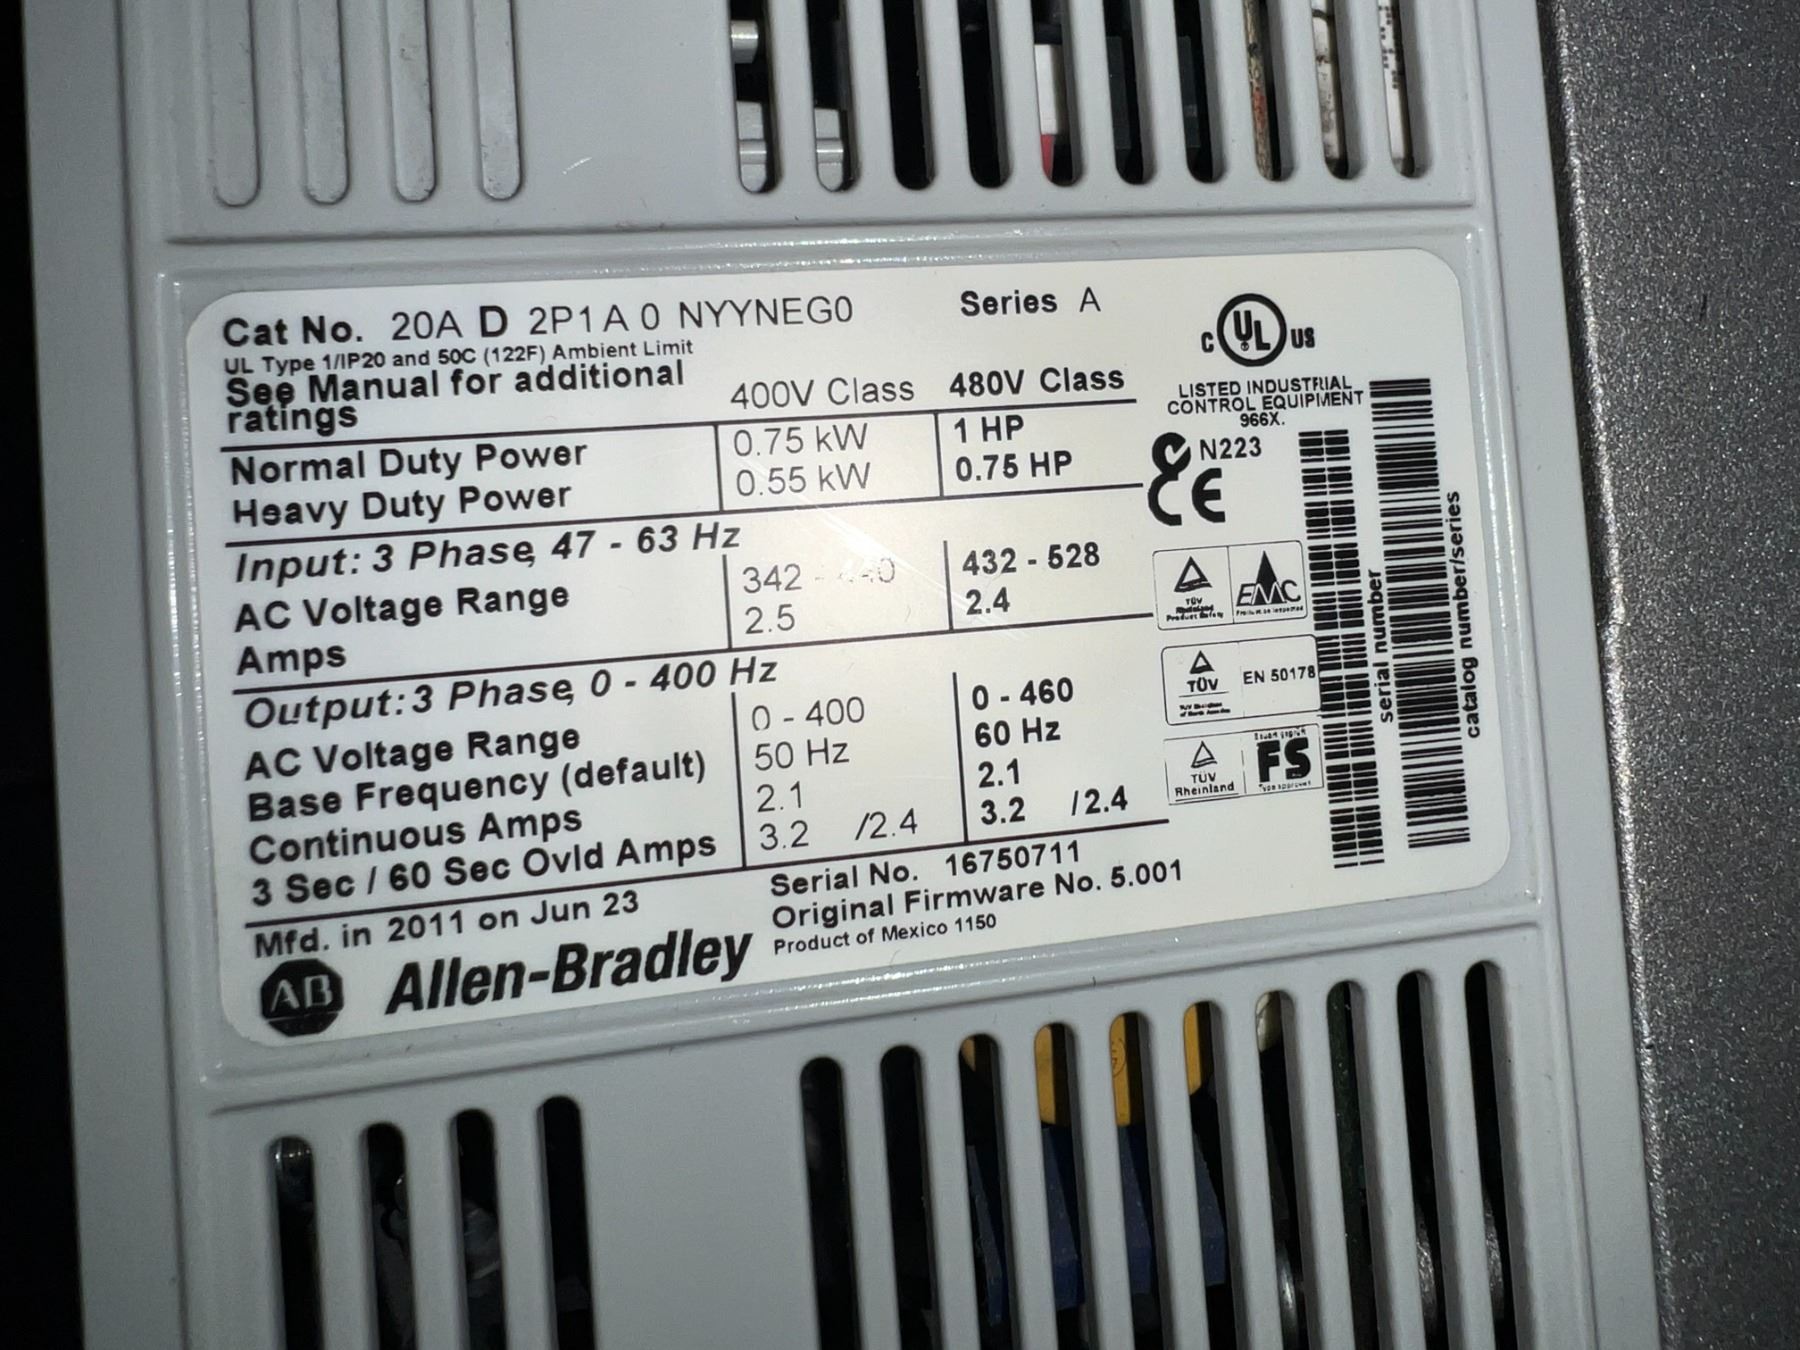 Cat No. 20A D 2P1 A 0 NYYNEG0 Series A
UL Type 1/IP20 and 50C (122F) Ambient Limit
See Manual for additional
ratings
400V Class 480V Class
Normal Duty Power 0.75 kW 1 HP
Heavy Duty Power 0.55 kW 0.75 HP
Input: 3 Phase, 47 - 63 Hz
AC Voltage Range 342 - 432 - 528
Amps 2.5 2.4
Output: 3 Phase, 0 - 400 Hz
AC Voltage Range 0 - 400 0 - 460
Base Frequency (default) 50 Hz 60 Hz
Continuous Amps 2.1 2.1
3 Sec / 60 Sec Ovld Amps 3.2 /2.4 3.2 /2.4
Mfd. in 2011 on Jun 23
Serial No. 16750711
Original Firmware No. 5.001
Product of Mexico 1150
AB Allen-Bradley
C UL US
LISTED INDUSTRIAL
CONTROL EQUIPMENT
966X.
N223
CE
TÜV
Product Safety
EMC
TÜV
EN 50178
TÜV
Rheinland
FS
Type approved
serial number
catalog number/series